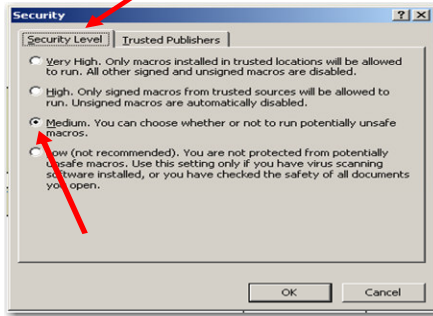 Security
Security Level Trusted Publishers
Very High. Only macros installed in trusted locations will be allowed
to run. All other signed and unsigned macros are disabled.
High. Only signed macros from trusted sources will be allowed to
run. Unsigned macros are automatically disabled.
Medium. You can choose whether or not to run potentially unsafe
macros.
Low (not recommended). You are not protected from potentially
unsafe macros. Use this setting only if you have virus scanning
software installed, or you have checked the safety of all documents
you open.
OK Cancel